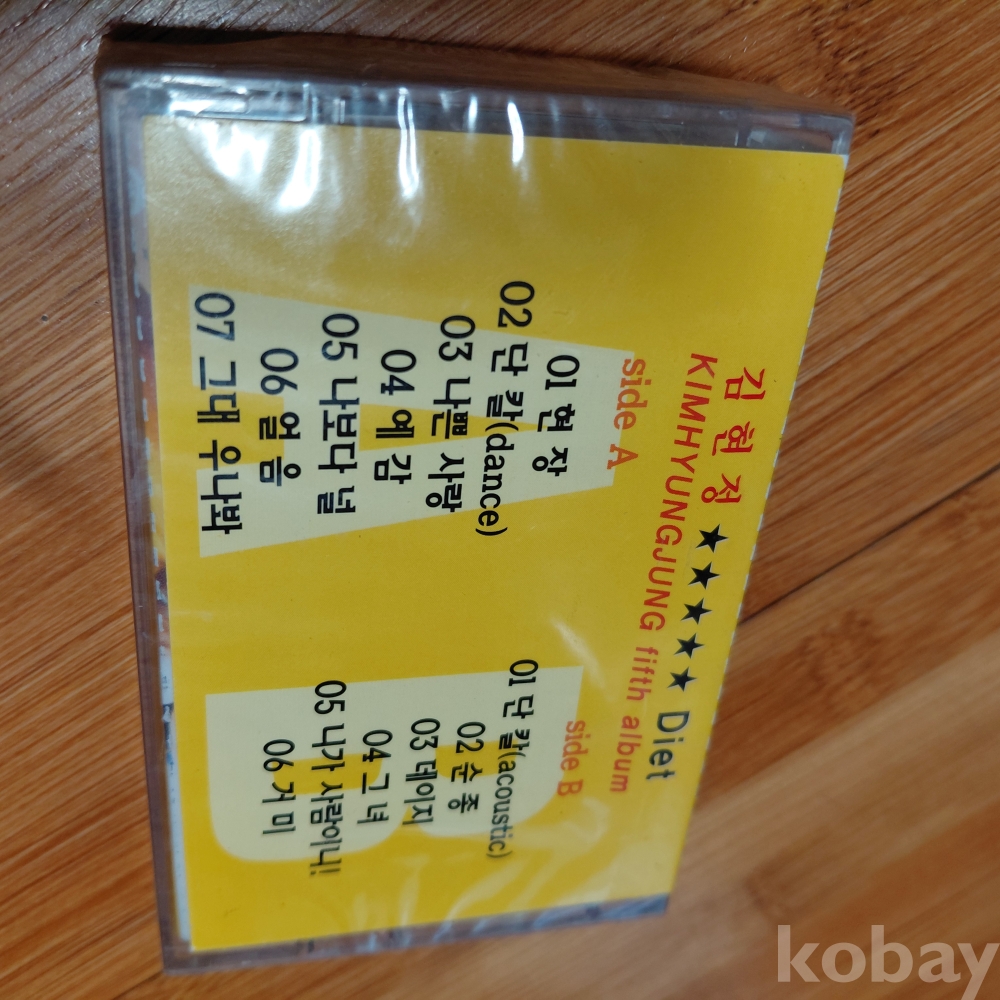 김현정 ★★★★★ Diet
KIMHYUNGJUNG fifth album
side A
01 현장
02 단칼(dance)
03 나쁜 사랑
04 예감
05 나보다 널
06 얼음
07 그대 우나봐
side B
01 단칼(acoustic)
02 순종
03 데이지
04 그녀
05 니가 사람이니!
06 거미
kobay